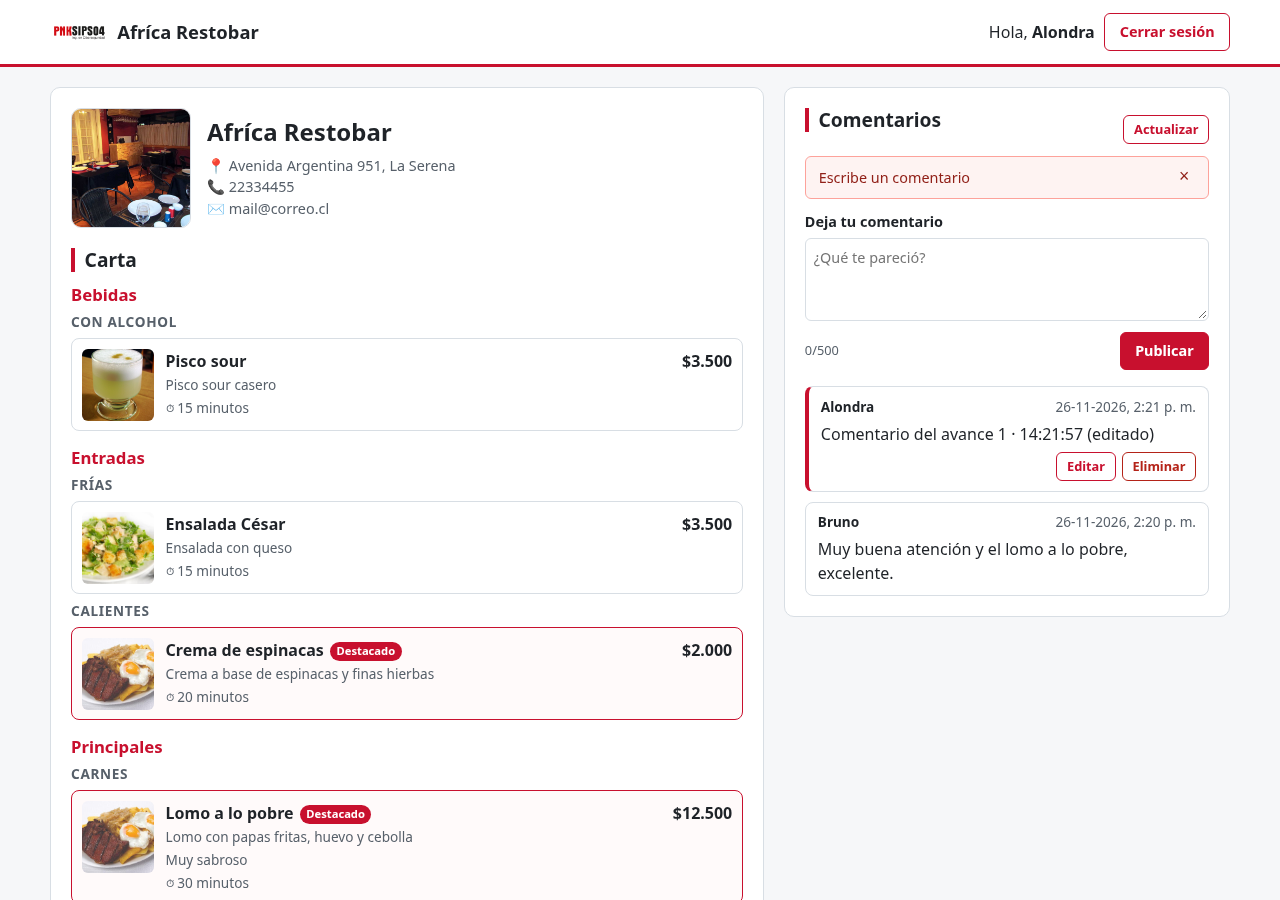 PNKSIPSO4
Afríca Restobar
Hola, Alondra
Cerrar sesión
Afríca Restobar
📍 Avenida Argentina 951, La Serena
📞 22334455
✉️ mail@correo.cl
Carta
Bebidas
CON ALCOHOL
Pisco sour
$3.500
Pisco sour casero
⏱ 15 minutos
Entradas
FRÍAS
Ensalada César
$3.500
Ensalada con queso
⏱ 15 minutos
CALIENTES
Crema de espinacas Destacado
$2.000
Crema a base de espinacas y finas hierbas
⏱ 20 minutos
Principales
CARNES
Lomo a lo pobre Destacado
$12.500
Lomo con papas fritas, huevo y cebolla
Muy sabroso
⏱ 30 minutos
Comentarios
Actualizar
Escribe un comentario
×
Deja tu comentario
¿Qué te pareció?
0/500
Publicar
Alondra
26-11-2026, 2:21 p. m.
Comentario del avance 1 · 14:21:57 (editado)
Editar
Eliminar
Bruno
26-11-2026, 2:20 p. m.
Muy buena atención y el lomo a lo pobre,
excelente.